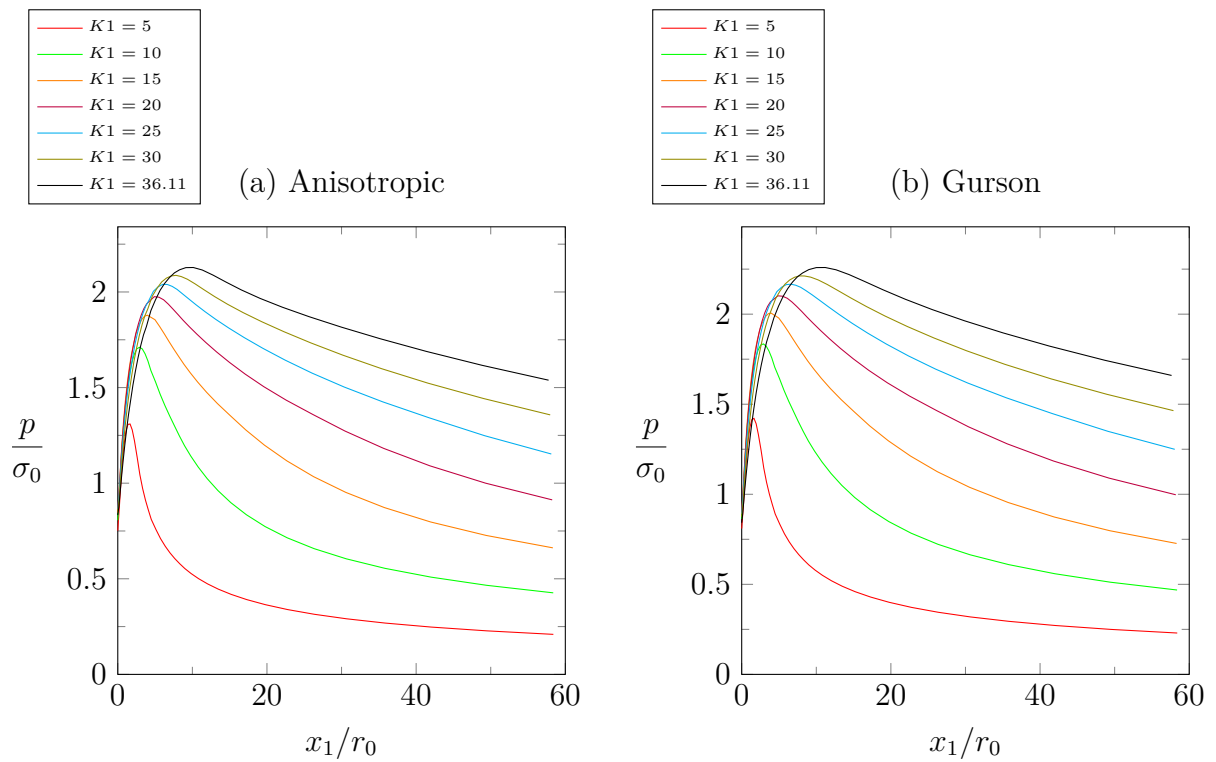 K1 = 5
K1 = 10
K1 = 15
K1 = 20
K1 = 25
K1 = 30
K1 = 36.11
(a) Anisotropic
2
1.5
1
0.5
0
p
σ0
0 20 40 60
x1/r0
K1 = 5
K1 = 10
K1 = 15
K1 = 20
K1 = 25
K1 = 30
K1 = 36.11
(b) Gurson
2
1.5
1
0.5
0
p
σ0
0 20 40 60
x1/r0